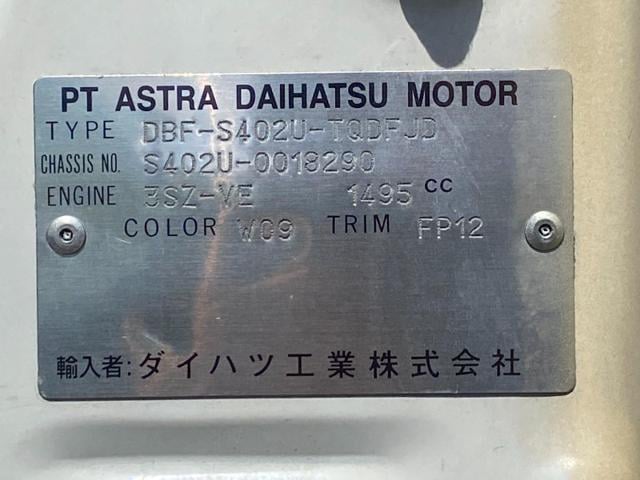 PT ASTRA DAIHATSU MOTOR
TYPE DBF-S402U-TQDFJD
CHASSIS NO. S402U-0018290
ENGINE 3SZ-VE 1495 CC
COLOR W09 TRIM FP12
輸入者: ダイハツ工業株式会社